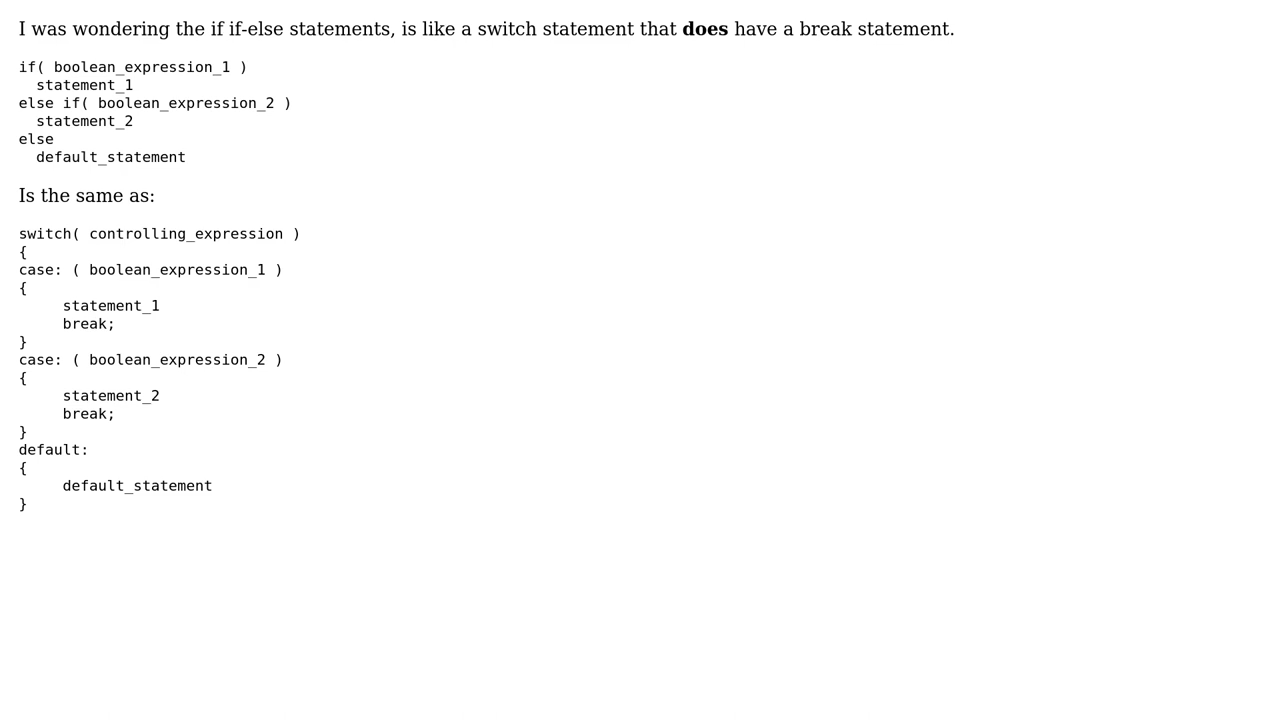 I was wondering the if if-else statements, is like a switch statement that does have a break statement.
if( boolean_expression_1 )
  statement_1
else if( boolean_expression_2 )
  statement_2
else
  default_statement
Is the same as:
switch( controlling_expression )
{
case: ( boolean_expression_1 )
{
     statement_1
     break;
}
case: ( boolean_expression_2 )
{
     statement_2
     break;
}
default:
{
     default_statement
}